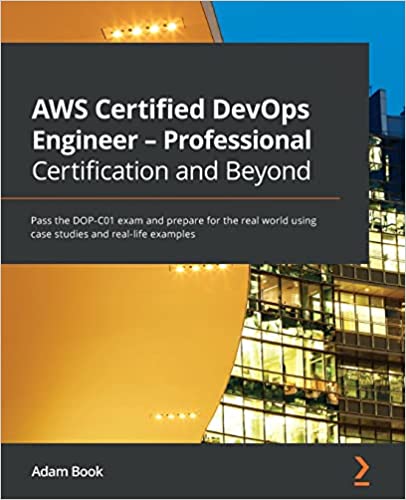 AWS Certified DevOps
Engineer – Professional
Certification and Beyond
Pass the DOP-C01 exam and prepare for the real world using
case studies and real-life examples
Adam Book